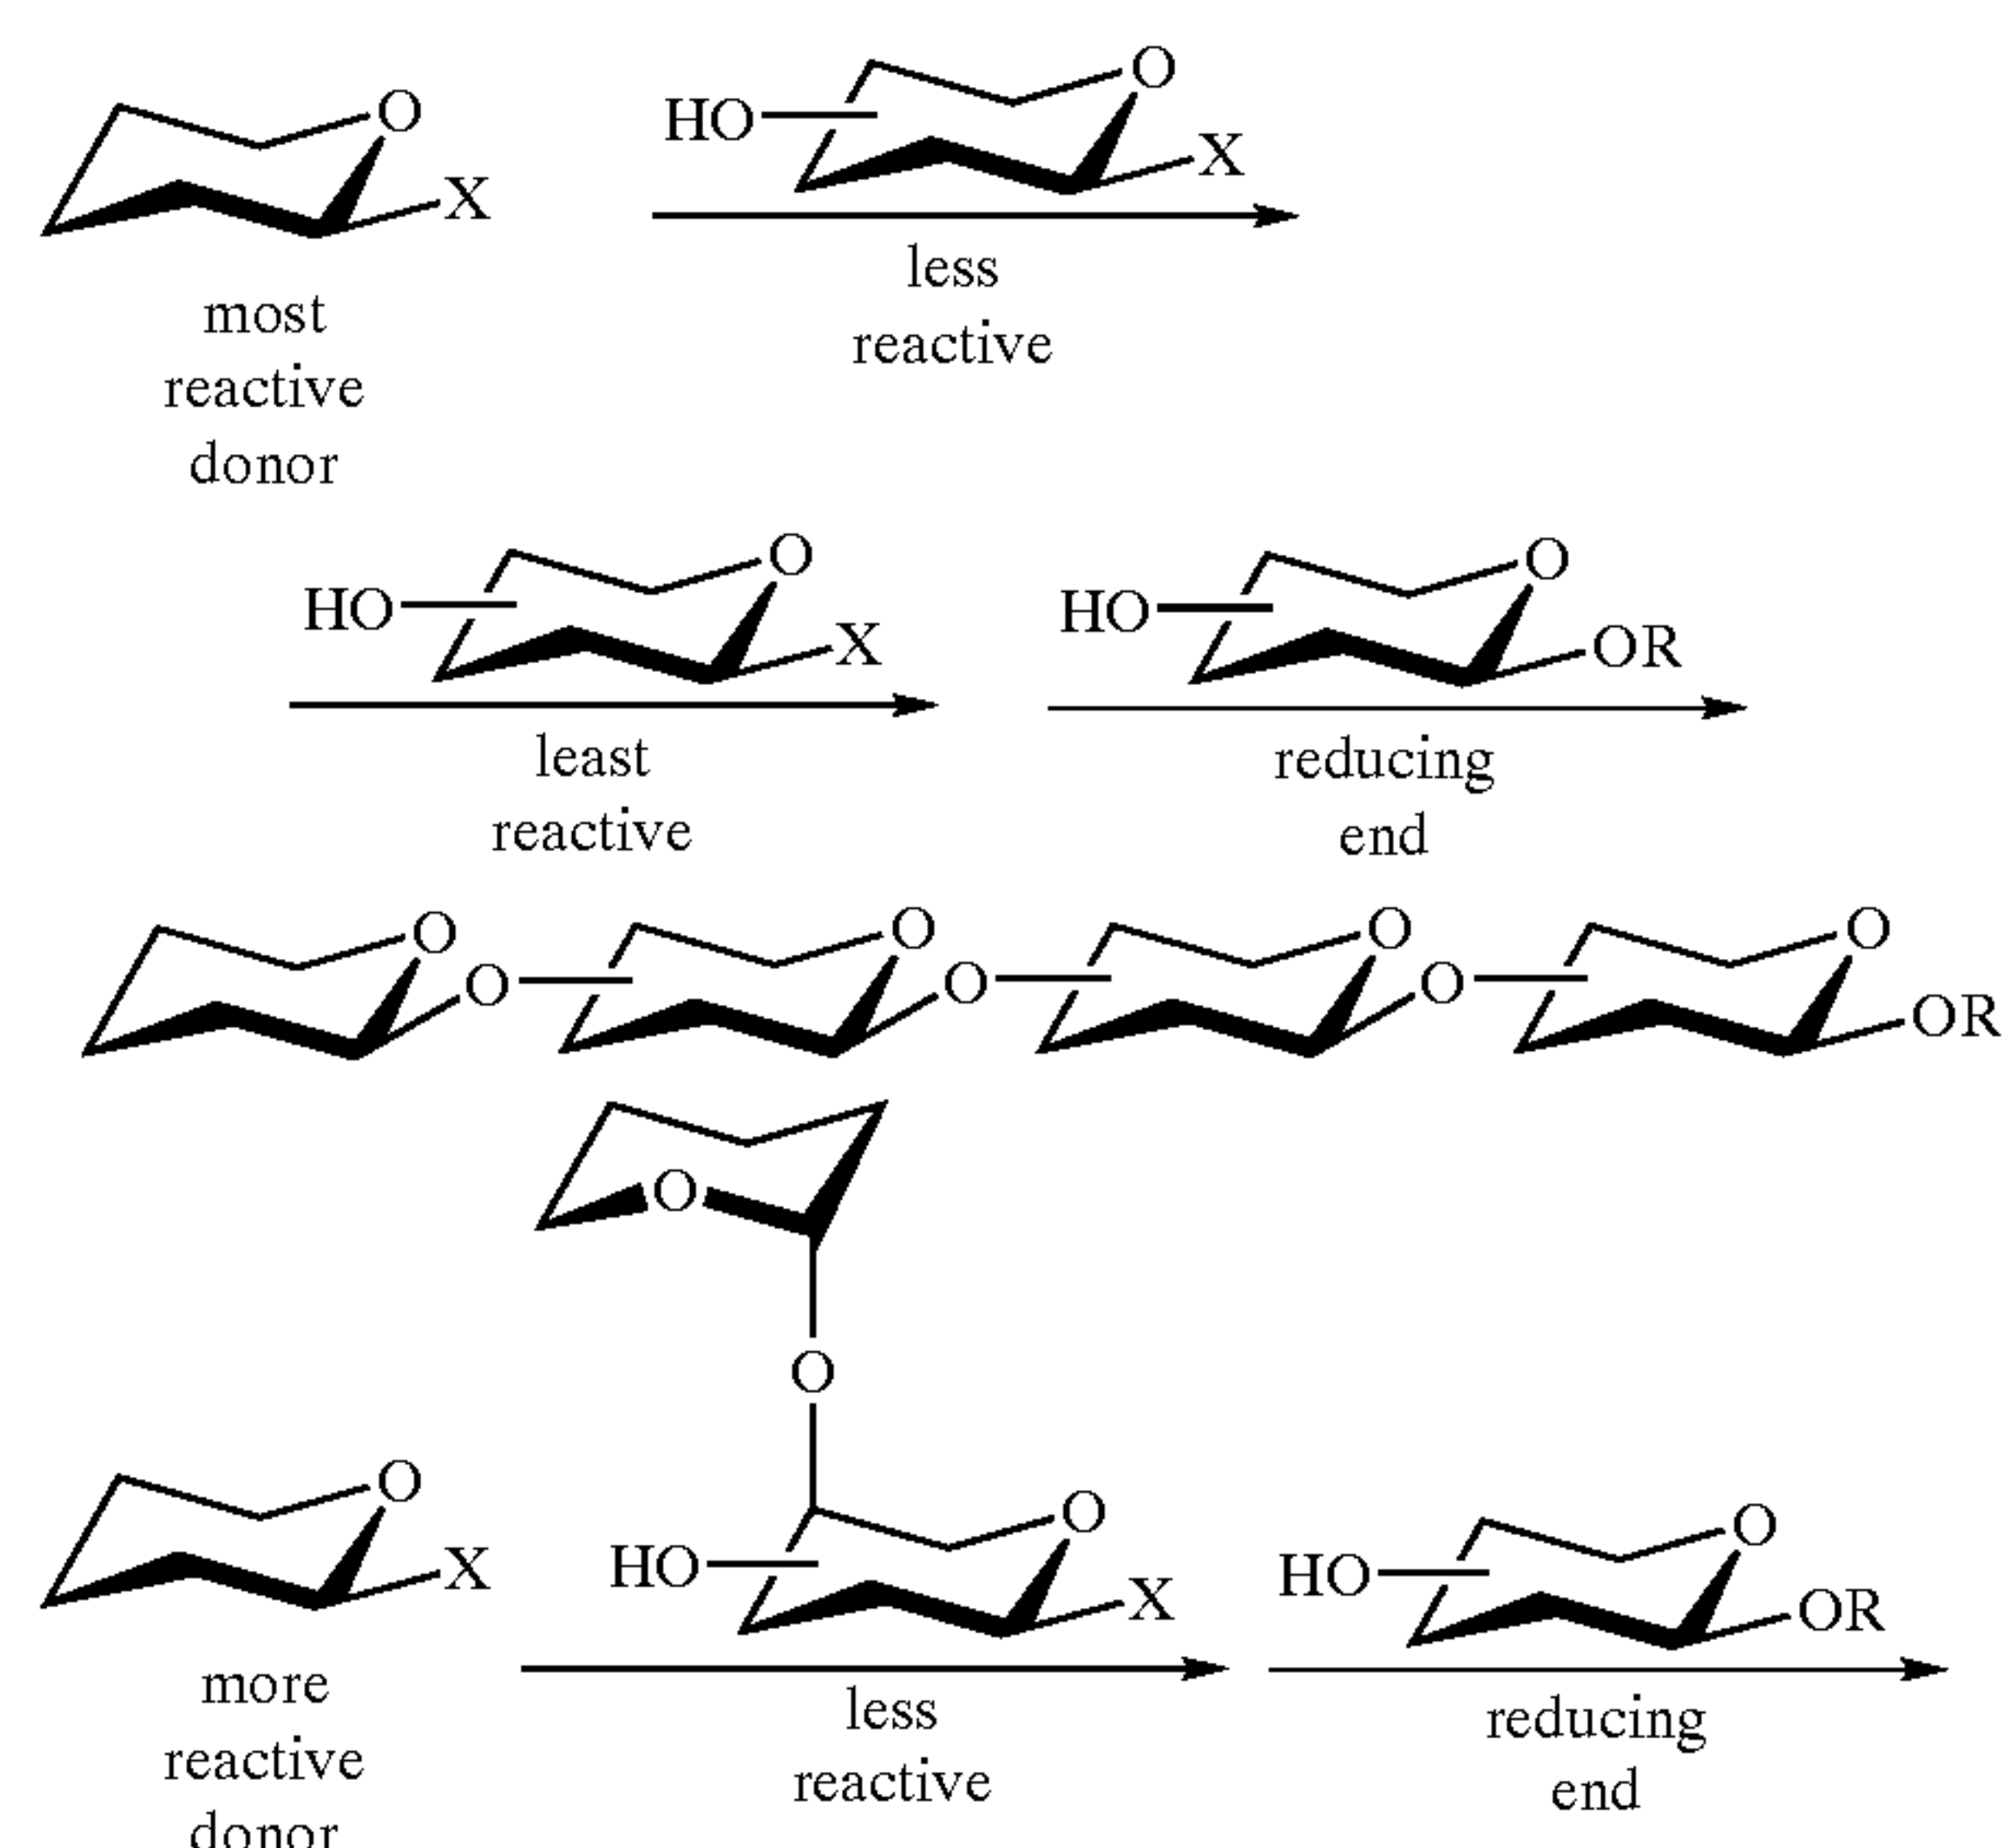 O
X
HO
O
X
most
reactive
donor
less
reactive
HO
O
X
HO
O
OR
least
reactive
reducing
end
O
O
O
O
O
O
O
OR
O
O
O
X
HO
O
X
HO
O
OR
more
reactive
donor
less
reactive
reducing
end